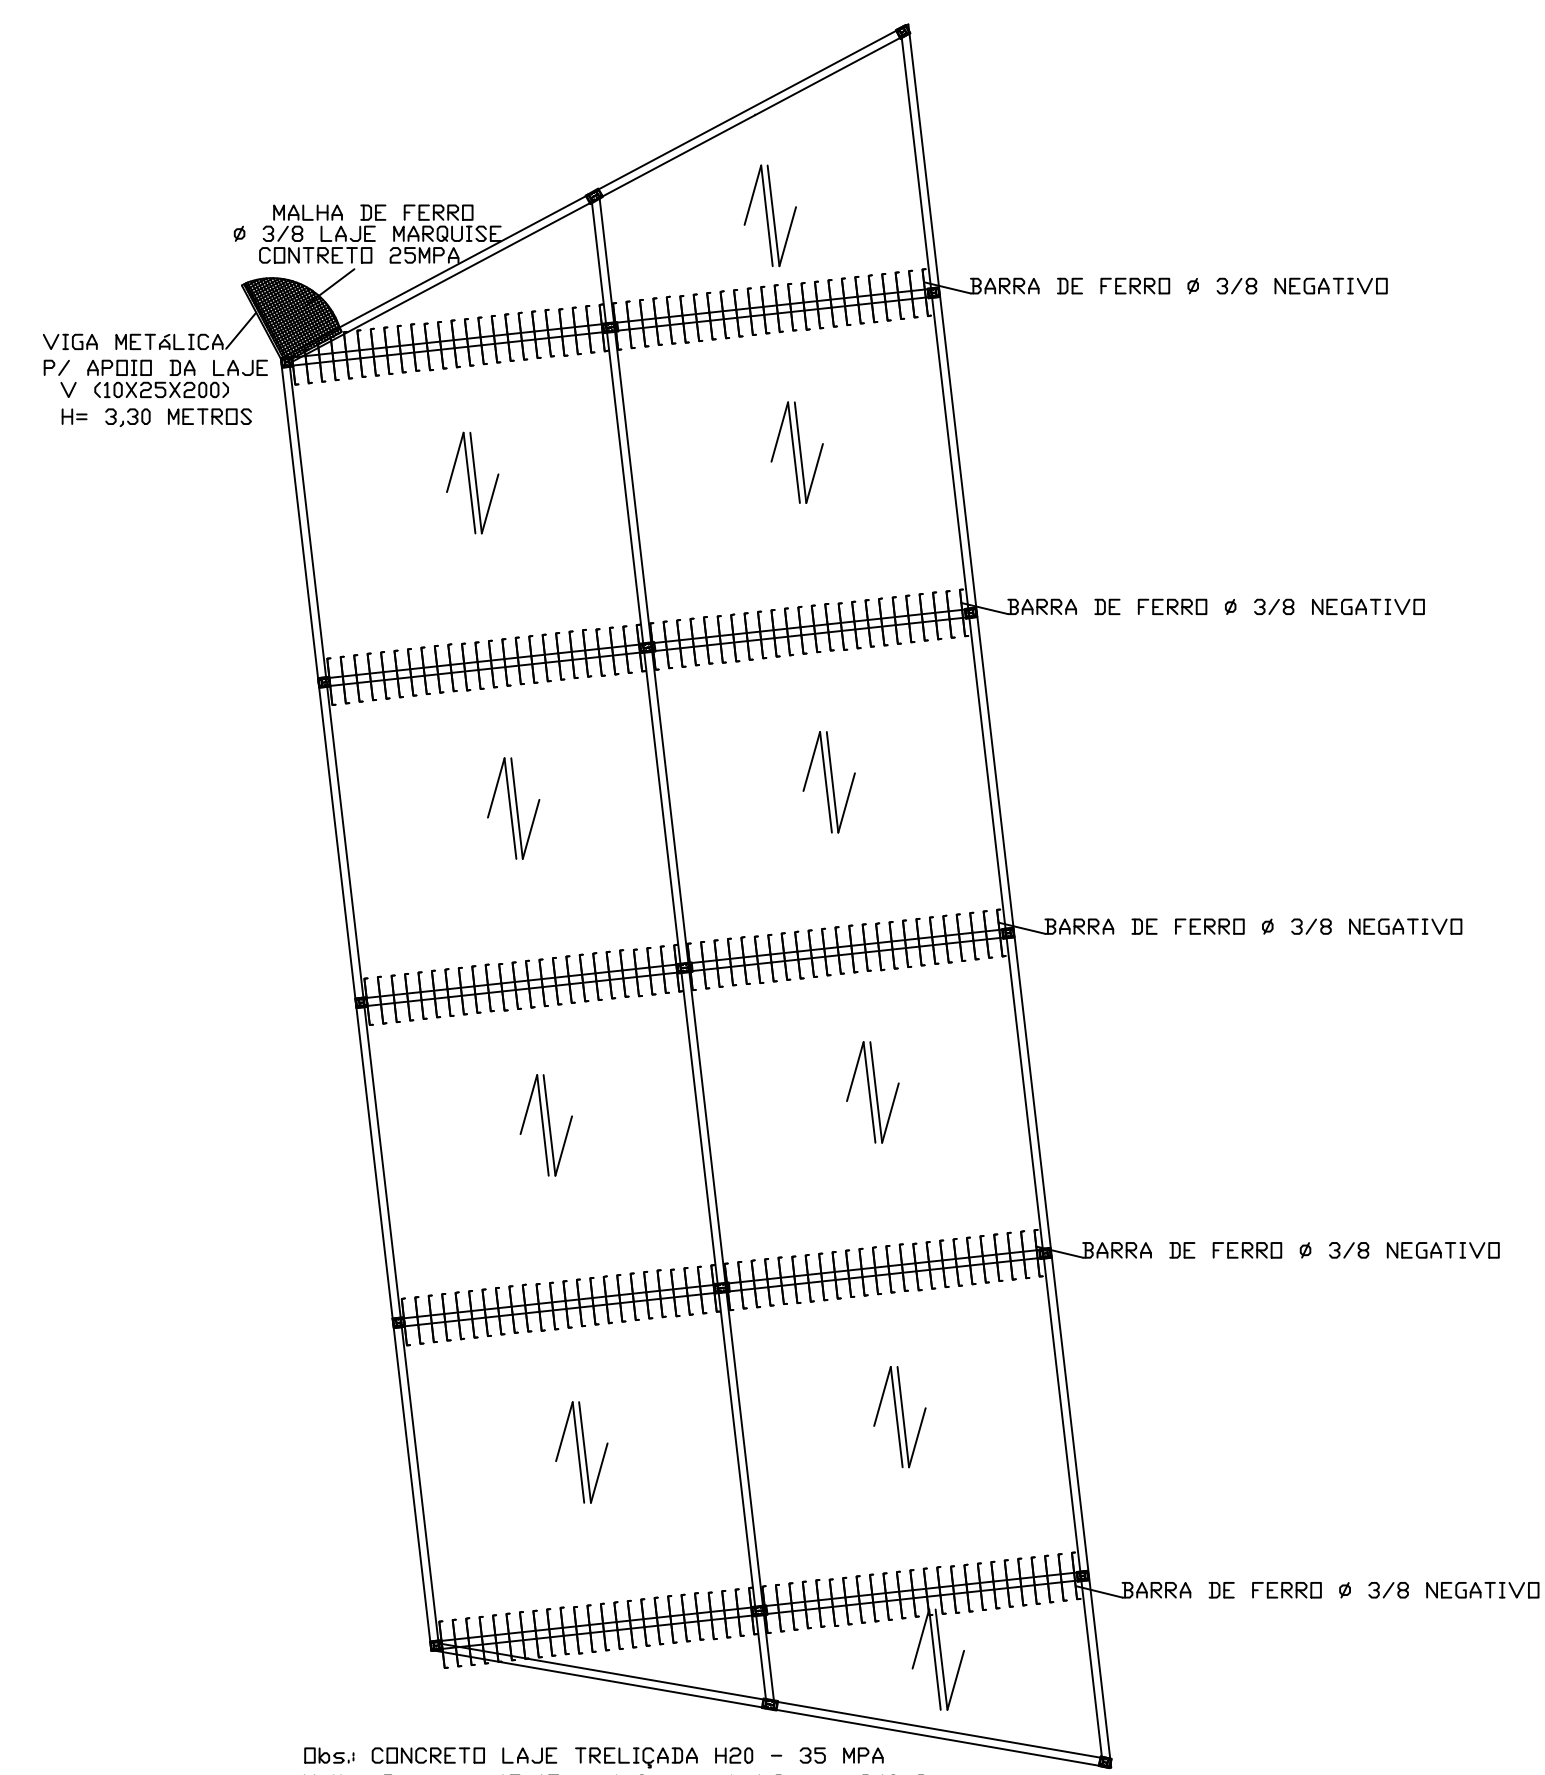 MALHA DE FERRO
Ø 3/8 LAJE MARQUISE
CONTRETO 25MPA
VIGA METáLICA
P/ APOIO DA LAJE
V (10X25X200)
H= 3,30 METROS
BARRA DE FERRO Ø 3/8 NEGATIVO
BARRA DE FERRO Ø 3/8 NEGATIVO
BARRA DE FERRO Ø 3/8 NEGATIVO
BARRA DE FERRO Ø 3/8 NEGATIVO
BARRA DE FERRO Ø 3/8 NEGATIVO
Obs.: CONCRETO LAJE TRELIÇADA H20 - 35 MPA